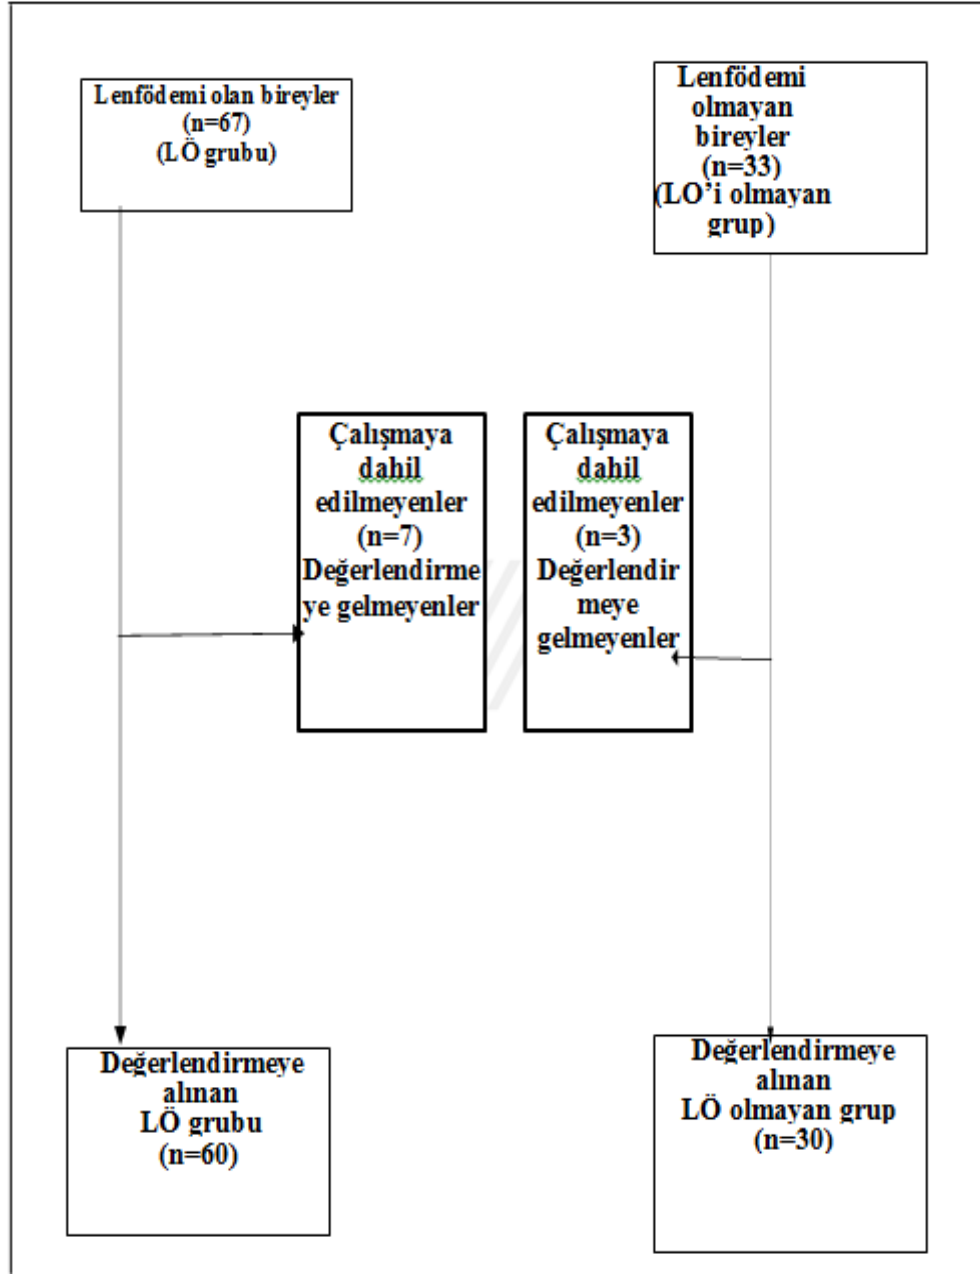 Lenfödemi olan bireyler
(n=67)
(LÖ grubu)
Lenfödemi
olmayan
bireyler
(n=33)
(LO’i olmayan
grup)
Çalışmaya
dahil
edilmeyenler
(n=7)
Değerlendirme
ye gelmeyenler
Çalışmaya
dahil
edilmeyenler
(n=3)
Değerlendir
meye
gelmeyenler
Değerlendirmeye
alınan
LÖ grubu
(n=60)
Değerlendirmeye
alınan
LÖ olmayan grup
(n=30)